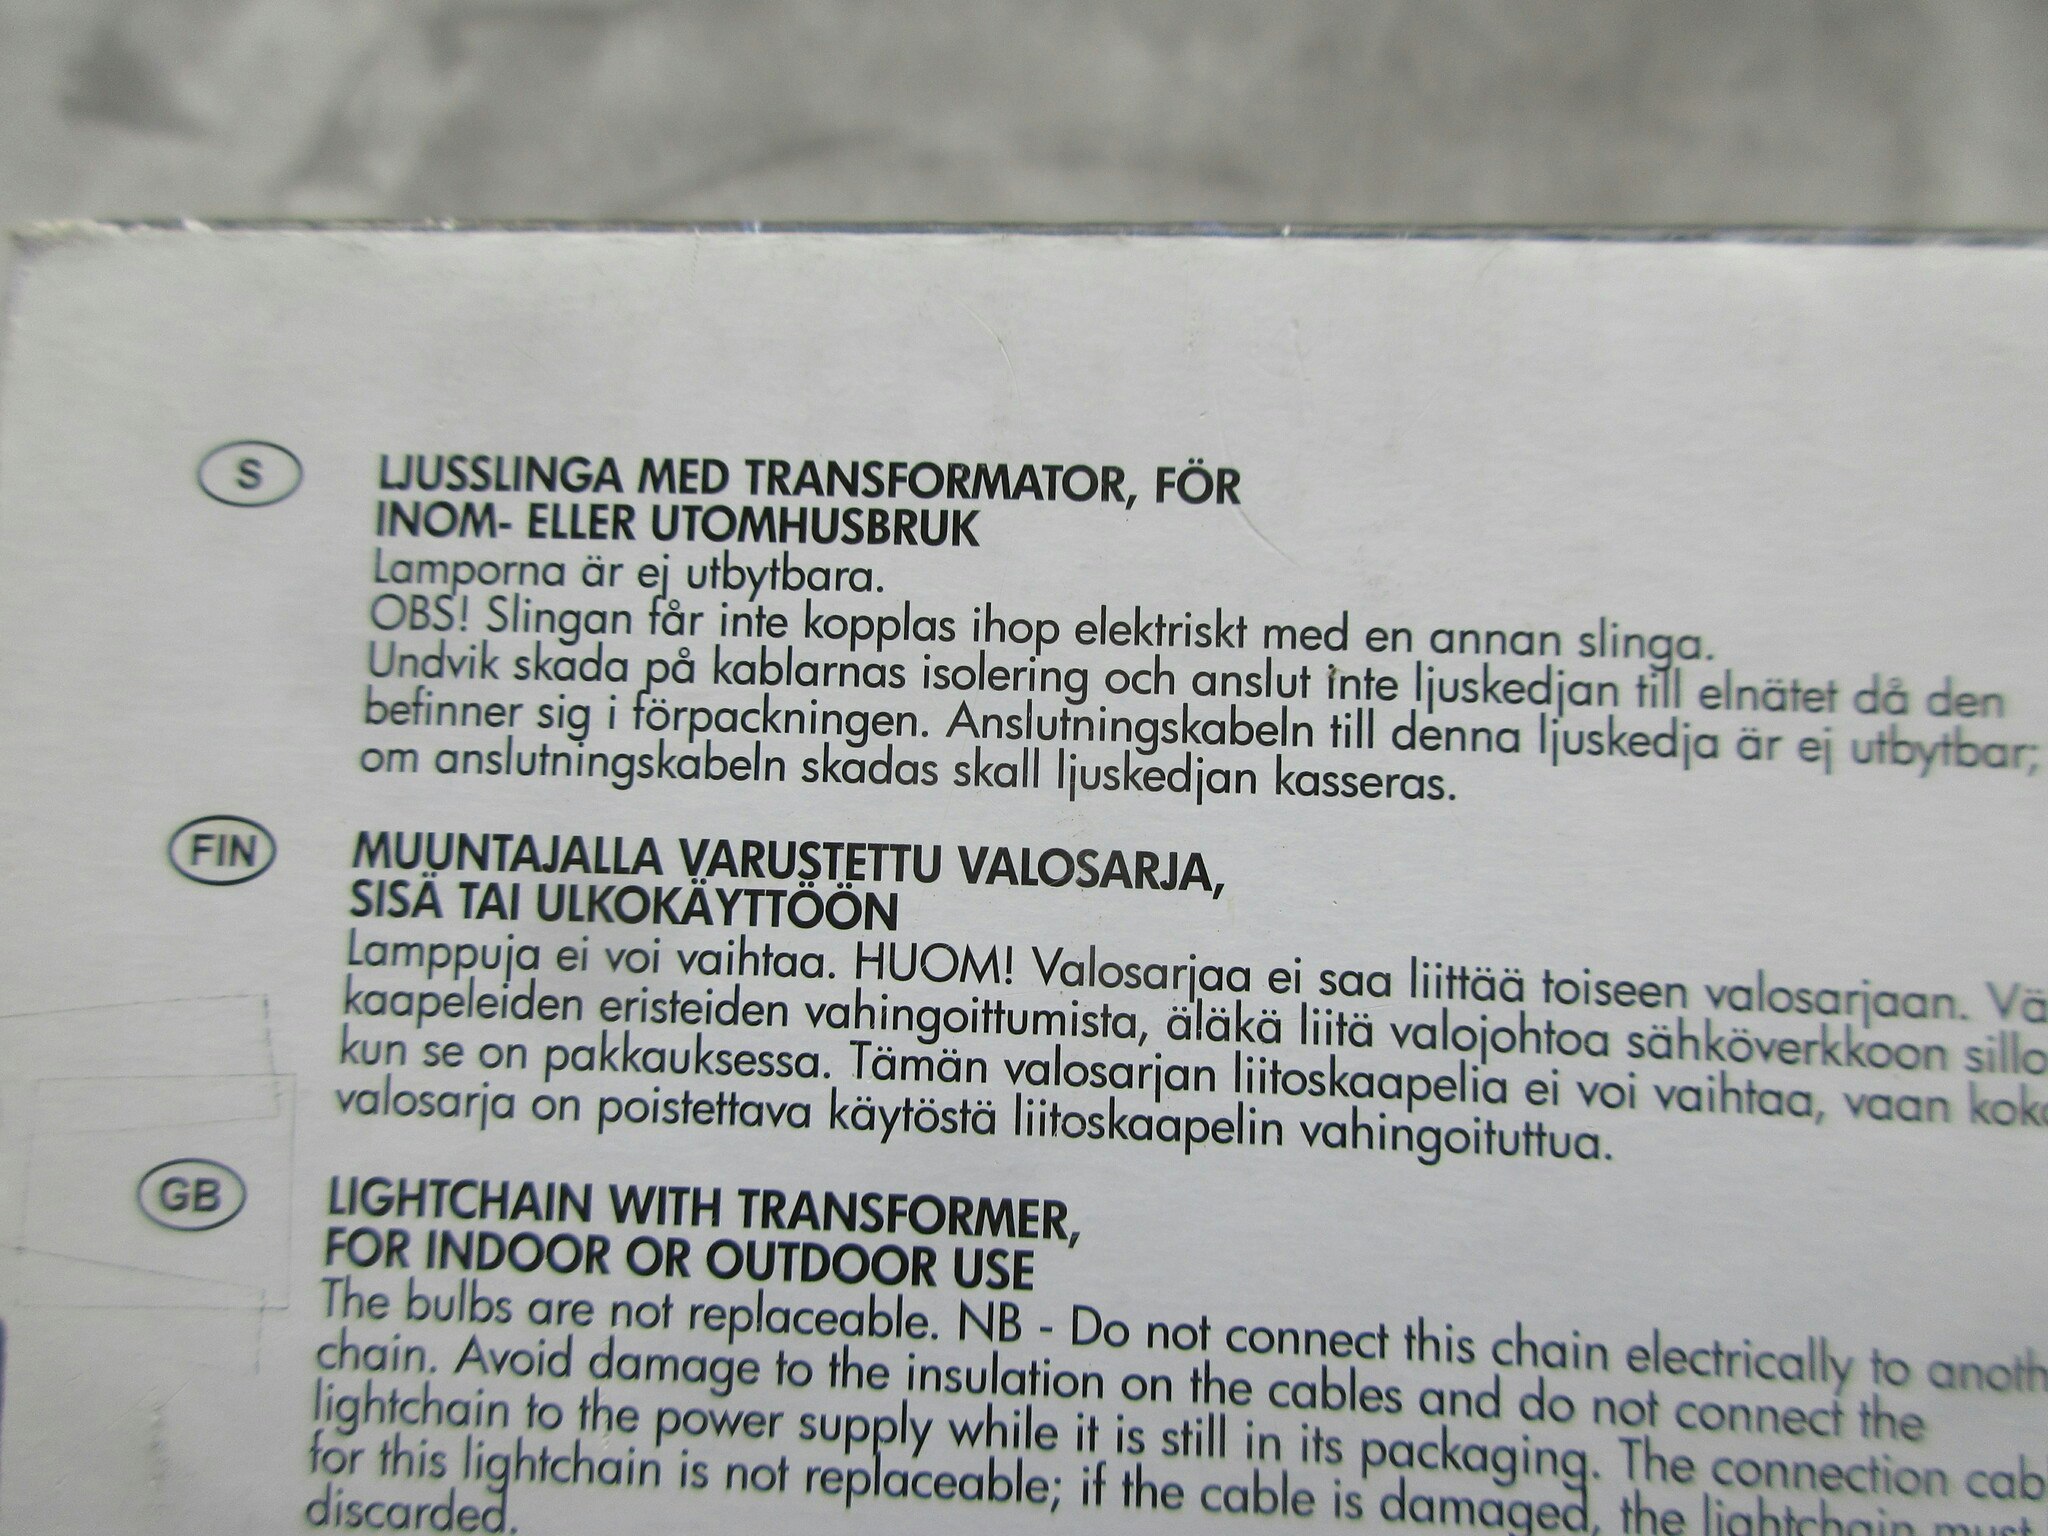 S
LJUSSLINGA MED TRANSFORMATOR, FÖR
INOM- ELLER UTOMHUSBRUK
Lamporna är ej utbytbara.
OBS! Slingan får inte kopplas ihop elektriskt med en annan slinga.
Undvik skada på kablarnas isolering och anslut inte ljuskedjan till elnätet då den
befinner sig i förpackningen. Anslutningskabeln till denna ljuskedja är ej utbytbar;
om anslutningskabeln skadas skall ljuskedjan kasseras.
FIN
MUUNTAJALLA VARUSTETTU VALOSARJA,
SISÄ TAI ULKOKÄYTTÖÖN
Lamppuja ei voi vaihtaa. HUOM! Valosarjaa ei saa liittää toiseen valosarjaan. Vä
kaapeleiden eristeiden vahingoittumista, äläkä liitä valojohtoa sähköverkkoon sillo
kun se on pakkauksessa. Tämän valosarjan liitoskaapelia ei voi vaihtaa, vaan koko
valosarja on poistettava käytöstä liitoskaapelin vahingoituttua.
GB
LIGHTCHAIN WITH TRANSFORMER,
FOR INDOOR OR OUTDOOR USE
The bulbs are not replaceable. NB - Do not connect this chain electrically to anoth
chain. Avoid damage to the insulation on the cables and do not connect the
lightchain to the power supply while it is still in its packaging. The connection cab
for this lightchain is not replaceable; if the cable is damaged, the lightchain must
discarded.